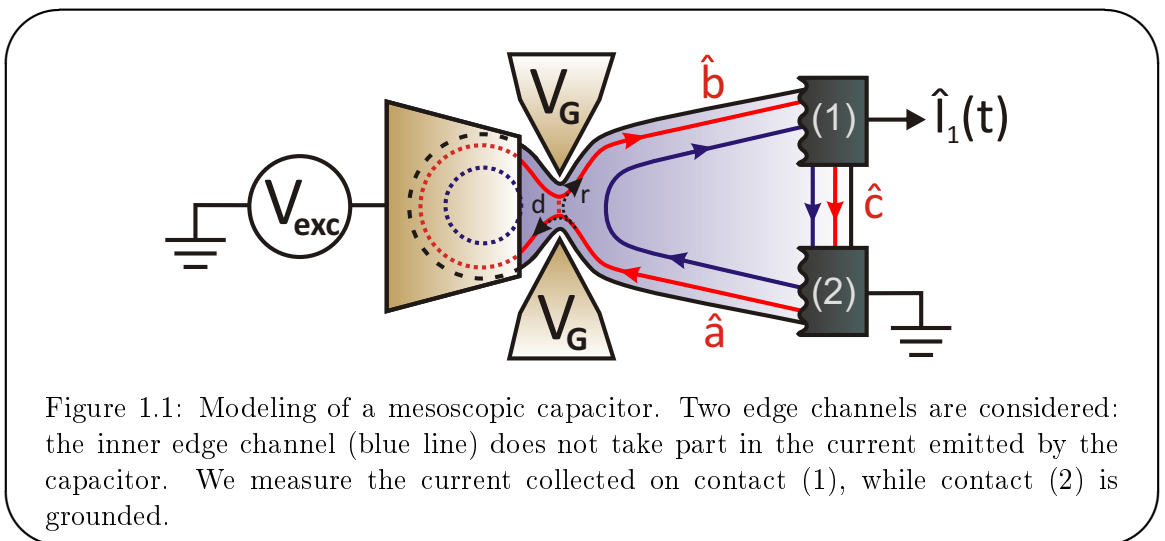 V_G
b̂
(1)
Î₁(t)
V_exc
d
r
ĉ
(2)
V_G
â
Figure 1.1: Modeling of a mesoscopic capacitor. Two edge channels are considered:
the inner edge channel (blue line) does not take part in the current emitted by the
capacitor. We measure the current collected on contact (1), while contact (2) is
grounded.